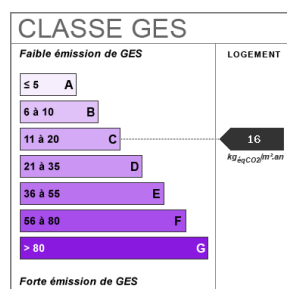 CLASSE GES
Faible émission de GES
LOGEMENT
≤ 5 A
6 à 10 B
11 à 20 C
16
kgéqCO2/m².an
21 à 35 D
36 à 55 E
56 à 80 F
> 80 G
Forte émission de GES